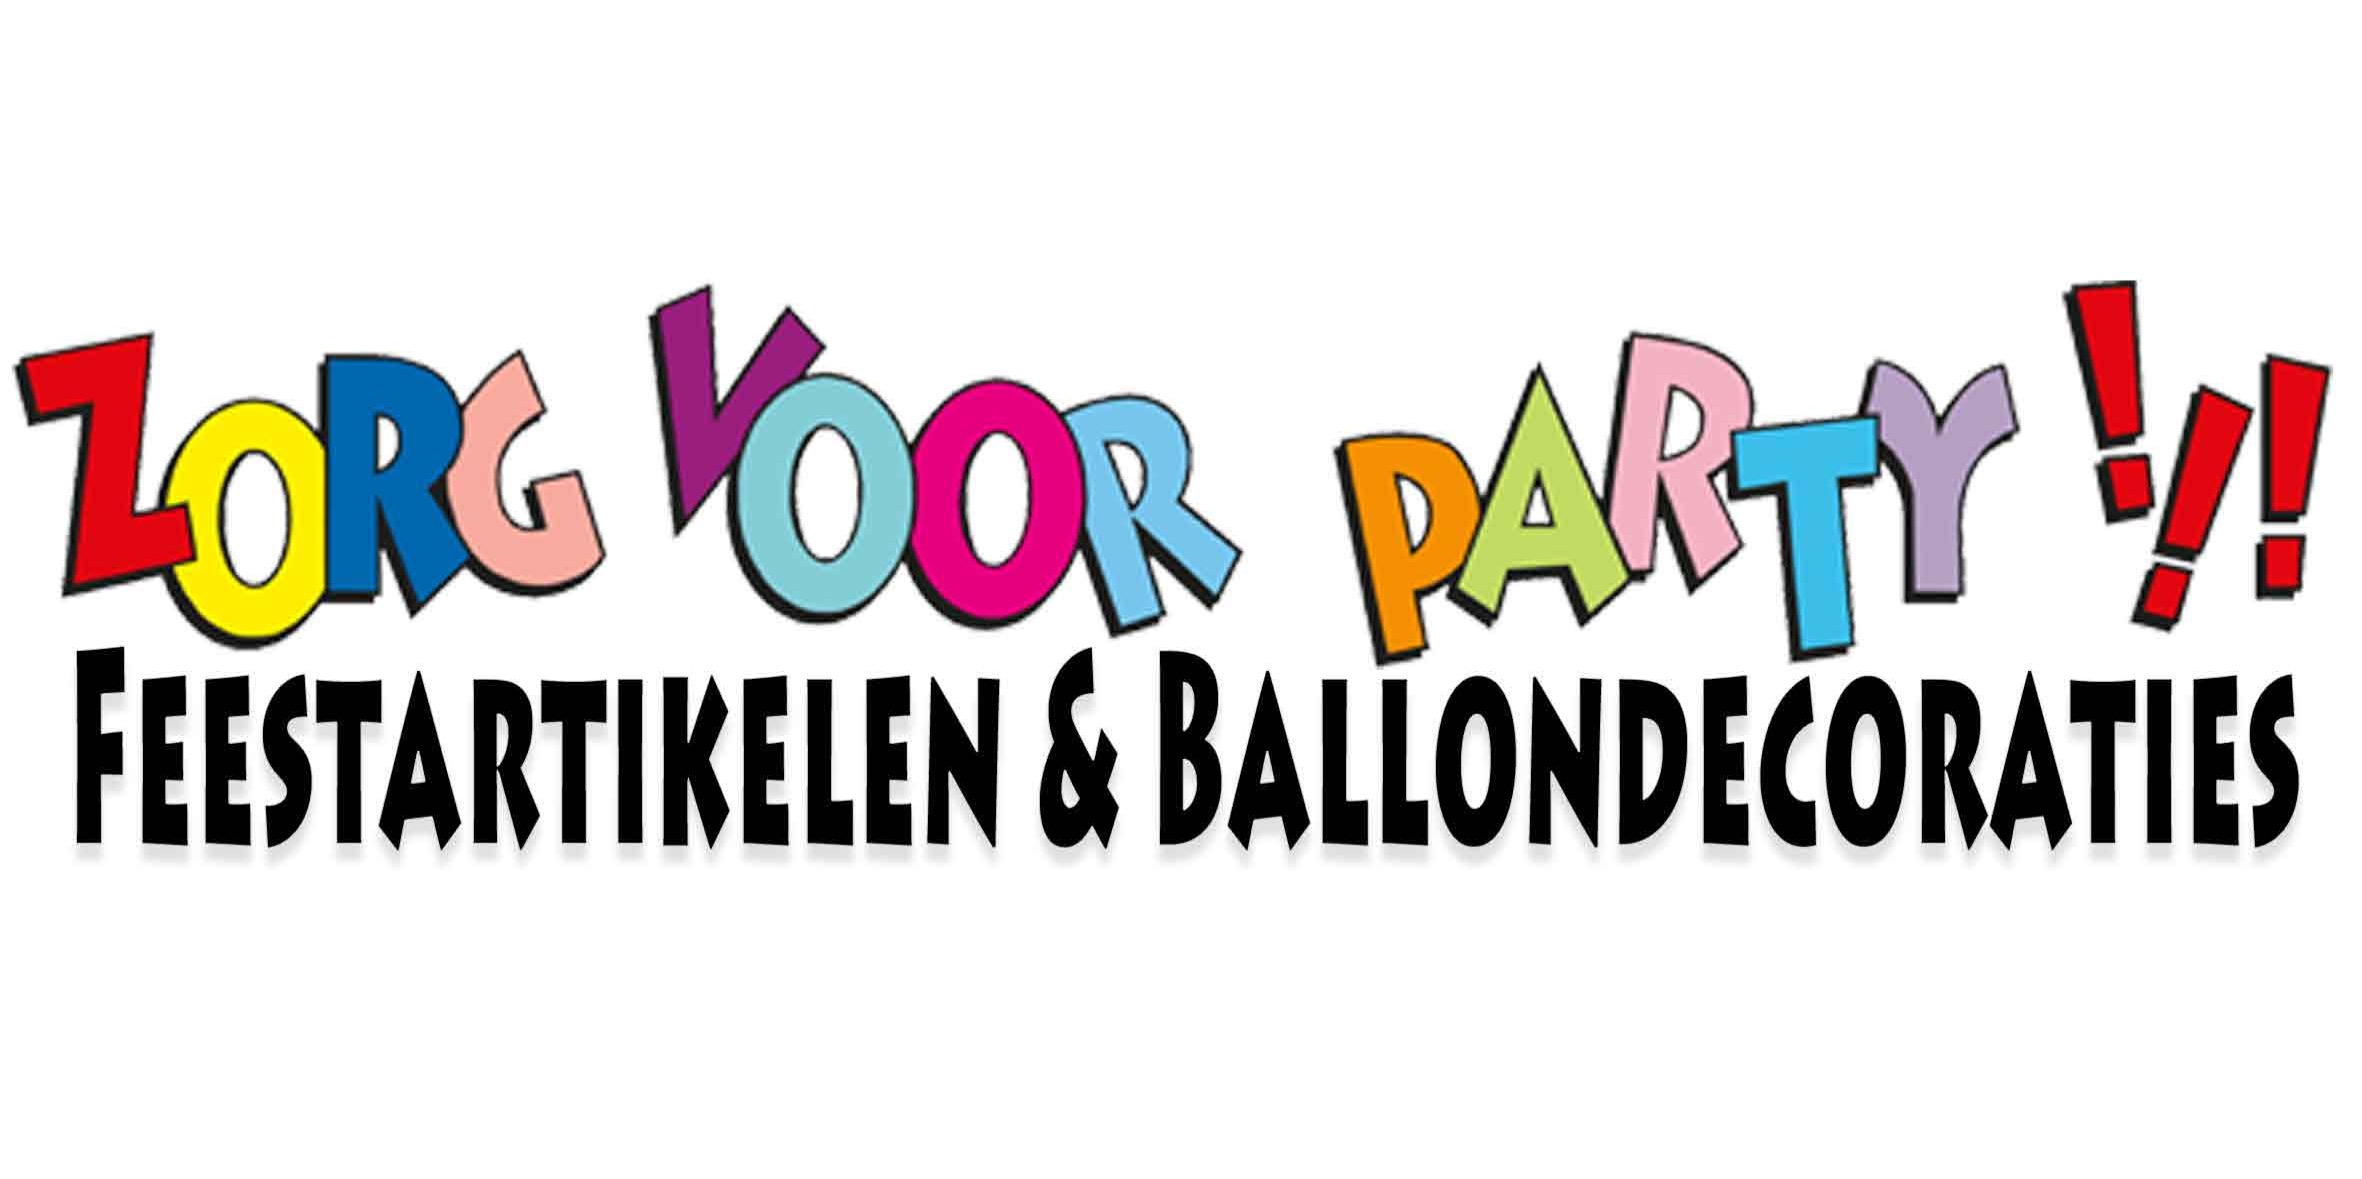 ZORG VOOR PARTY !!!
FEESTARTIKELEN & BALLONDECORATIES